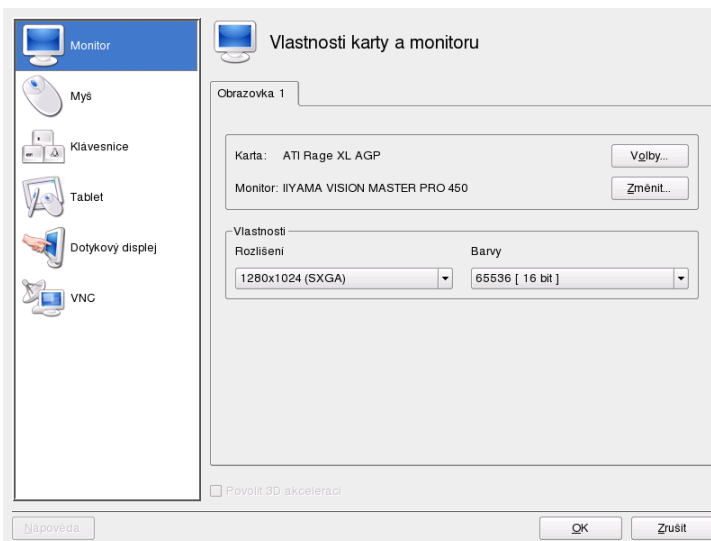 Monitor
Myš
Klávesnice
Tablet
Dotykový displej
VNC
Vlastnosti karty a monitoru
Obrazovka 1
Karta: ATI Rage XL AGP
Volby...
Monitor: IIYAMA VISION MASTER PRO 450
Změnit...
Vlastnosti
Rozlišení Barvy
1280x1024 (SXGA) 65536 [ 16 bit ]
Povolit 3D akceleraci
Nápověda OK Zrušit